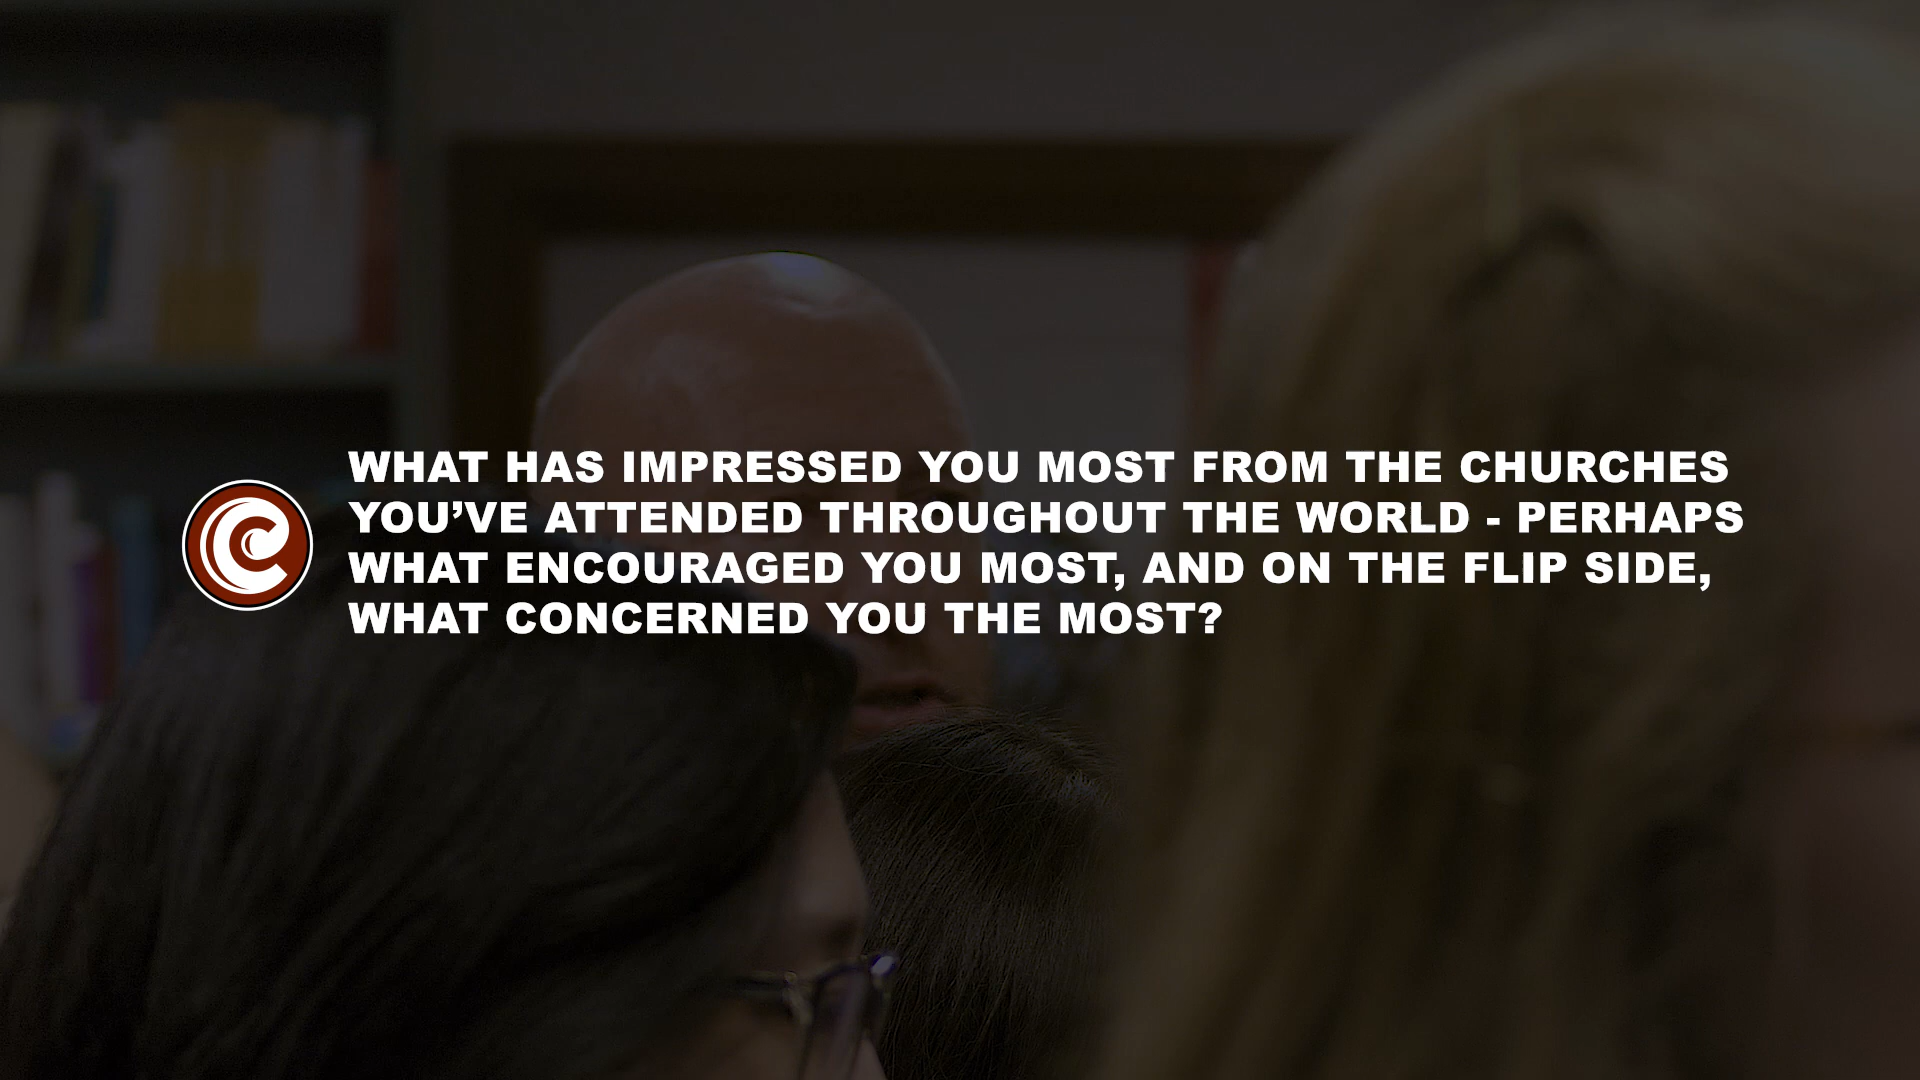 WHAT HAS IMPRESSED YOU MOST FROM THE CHURCHES
YOU’VE ATTENDED THROUGHOUT THE WORLD - PERHAPS
WHAT ENCOURAGED YOU MOST, AND ON THE FLIP SIDE,
WHAT CONCERNED YOU THE MOST?